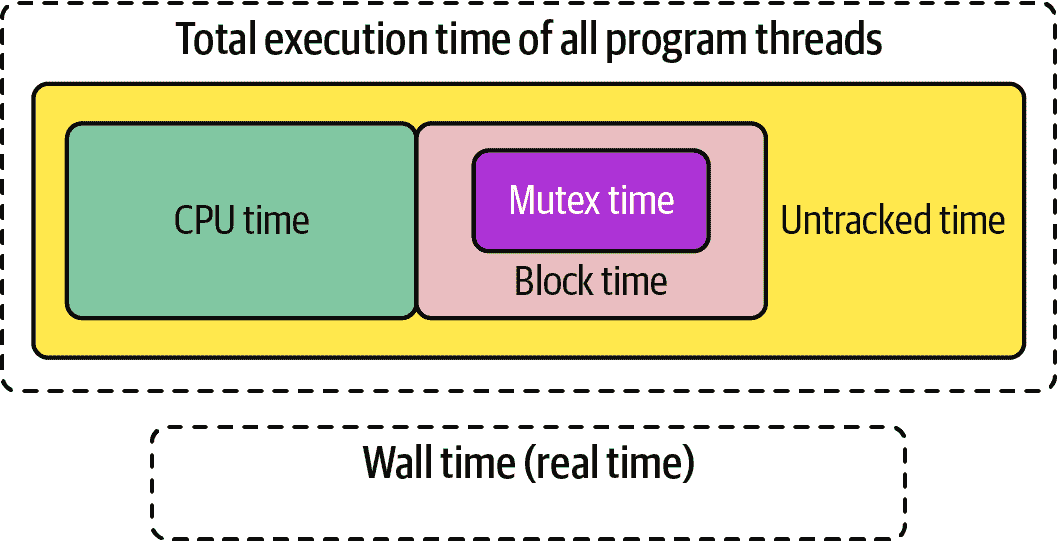 Total execution time of all program threads
CPU time
Mutex time
Block time
Untracked time
Wall time (real time)